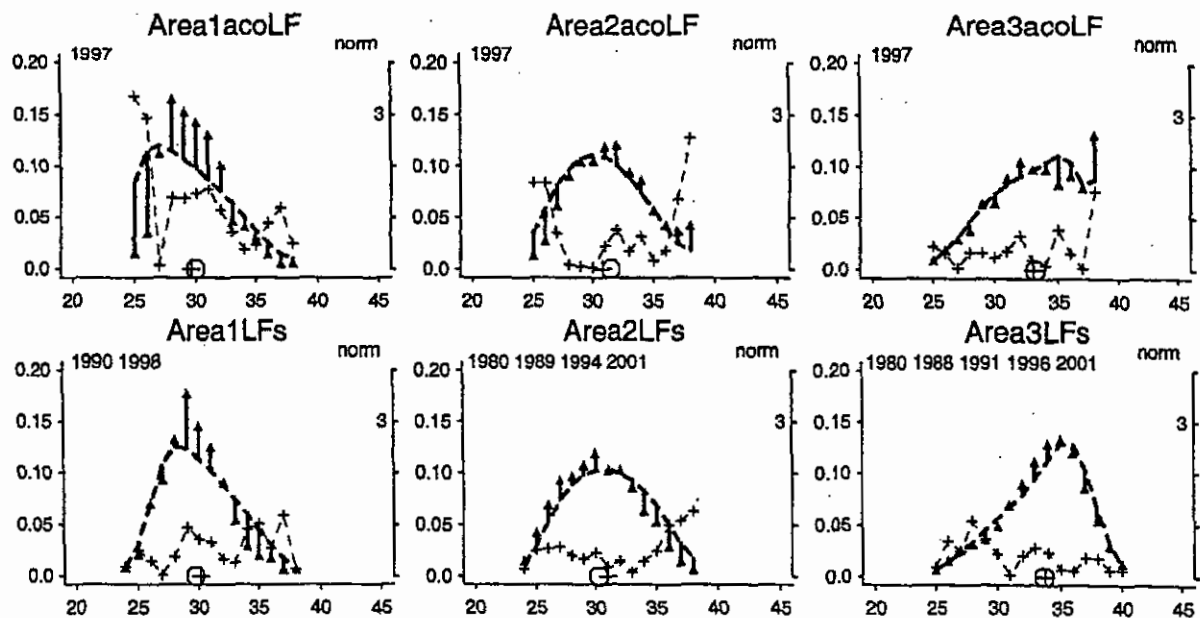 Area1acoLF Area2acoLF Area3acoLF
1997 norm 1997 norm 1997 norm
0.20 0.20 0.20
0.15 3 0.15 3 0.15 3
0.10 0.10 0.10
0.05 0.05 0.05
0.0 0.0 0.0
20 25 30 35 40 45 20 25 30 35 40 45 20 25 30 35 40 45
Area1LFs Area2LFs Area3LFs
1990 1998 norm 1980 1989 1994 2001 norm 1980 1988 1991 1996 2001 norm
0.20 0.20 0.20
0.15 3 0.15 3 0.15 3
0.10 0.10 0.10
0.05 0.05 0.05
0.0 0.0 0.0
20 25 30 35 40 45 20 25 30 35 40 45 20 25 30 35 40 45